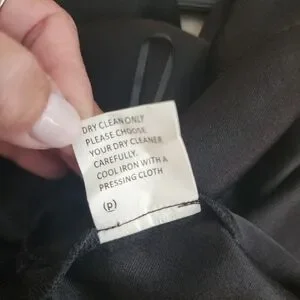 DRY CLEAN ONLY
PLEASE CHOOSE
YOUR DRY CLEANER
CAREFULLY.
COOL IRON WITH A
PRESSING CLOTH
(p)